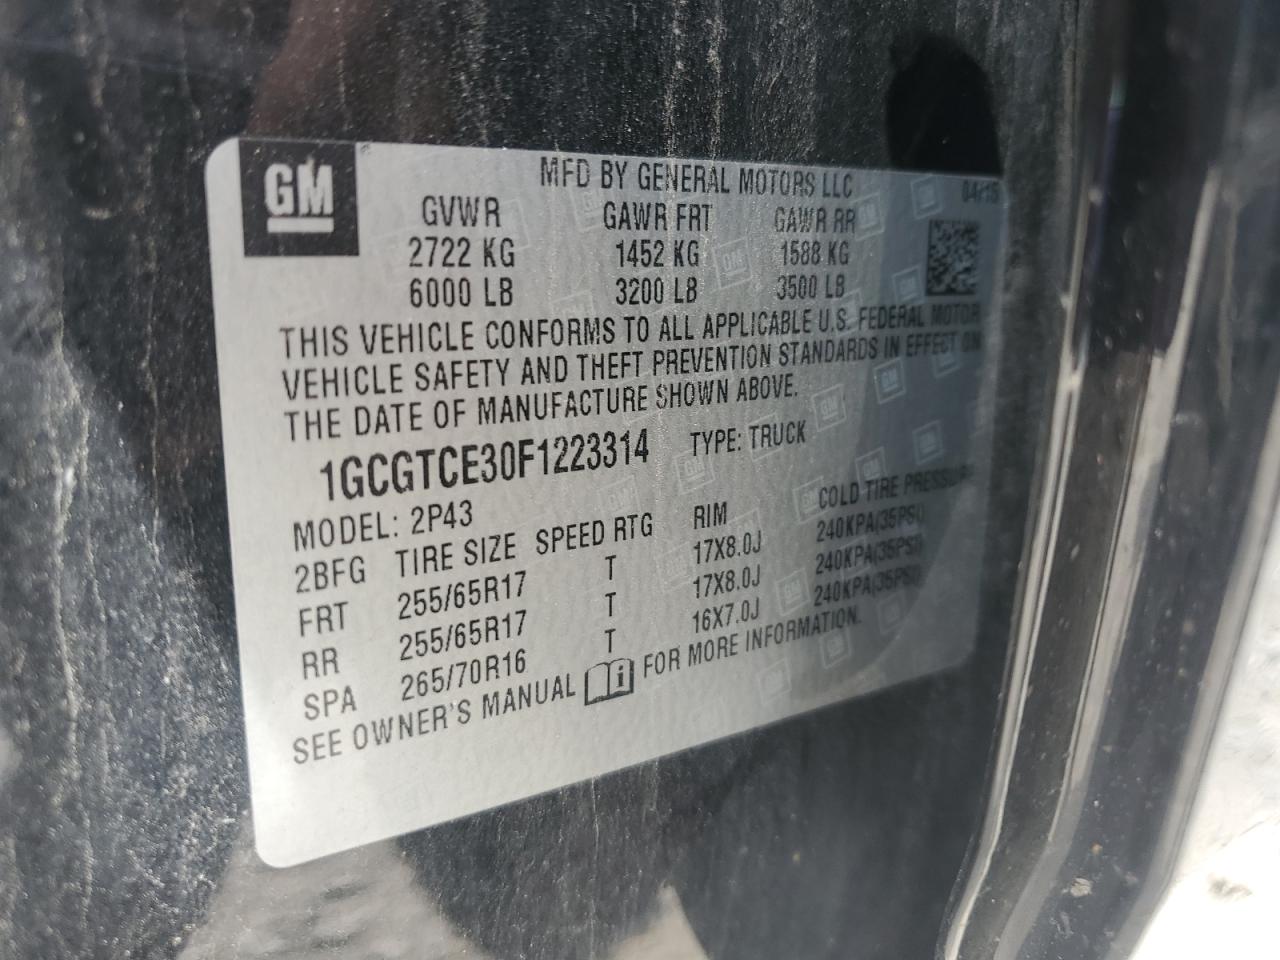 GM
MFD BY GENERAL MOTORS LLC 04/15
GVWR GAWR FRT GAWR RR
2722 KG 1452 KG 1588 KG
6000 LB 3200 LB 3500 LB
THIS VEHICLE CONFORMS TO ALL APPLICABLE U.S. FEDERAL MOTOR
VEHICLE SAFETY AND THEFT PREVENTION STANDARDS IN EFFECT ON
THE DATE OF MANUFACTURE SHOWN ABOVE.
1GCGTCE30F1223314 TYPE: TRUCK
MODEL: 2P43
2BFG TIRE SIZE SPEED RTG RIM COLD TIRE PRESSURE
FRT 255/65R17 T 17X8.0J 240KPA(35PSI)
RR 255/65R17 T 17X8.0J 240KPA(35PSI)
SPA 265/70R16 T 16X7.0J 240KPA(35PSI)
SEE OWNER'S MANUAL FOR MORE INFORMATION.